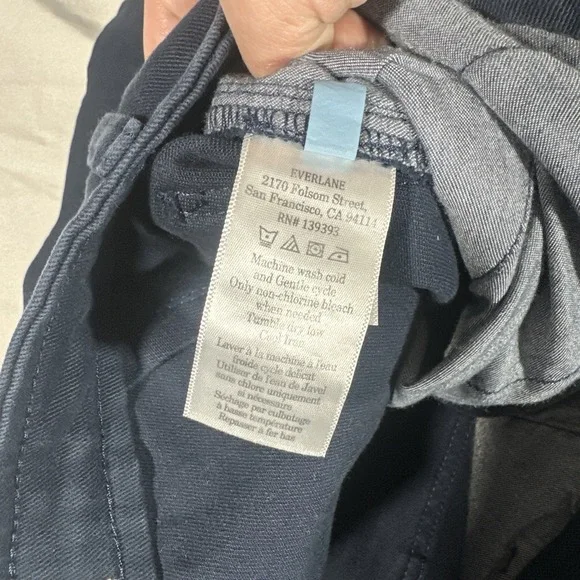 EVERLANE
2170 Folsom Street,
San Francisco, CA 94114
RN# 139393
Machine wash cold
and Gentle cycle
Only non-chlorine bleach
when needed
Tumble dry low
Cool Iron
Laver à la machine à l'eau
froide cycle délicat
Utiliser de l'eau de Javel
sans chlore uniquement
si nécessaire
Séchage par culbutage
à basse température
Repasser à fer bas